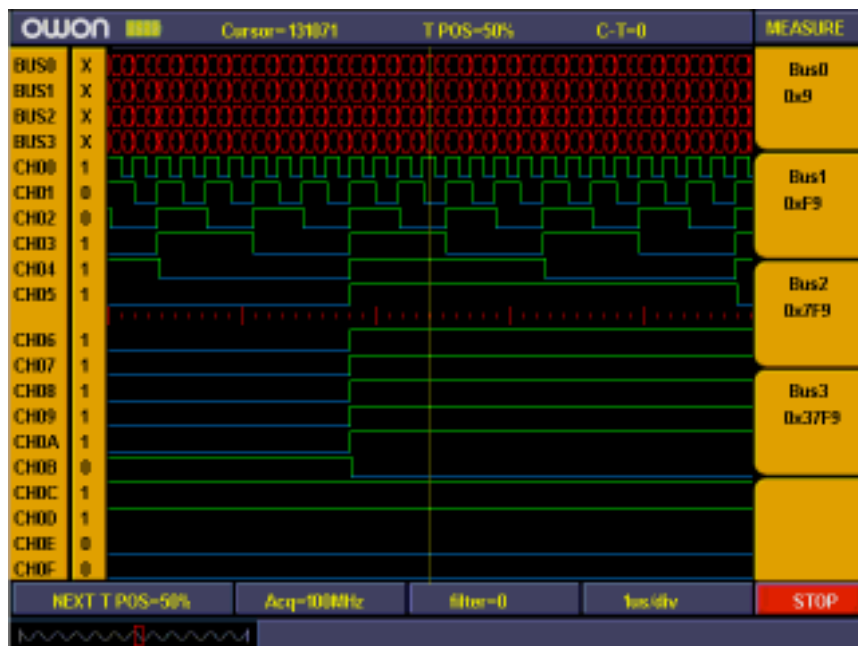 OWON Cursor=131071 T POS=50% C-T=0 MEASURE
BUS0 X
BUS1 X
BUS2 X
BUS3 X
CH00 1
CH01 0
CH02 0
CH03 1
CH04 1
CH05 1
CH06 1
CH07 1
CH08 1
CH09 1
CH0A 1
CH0B 0
CH0C 1
CH0D 1
CH0E 0
CH0F 0
Bus0
0x9
Bus1
0xF9
Bus2
0x7F9
Bus3
0x37F9
NEXT T POS=50% Acq=100MHz filter=0 1us/div STOP